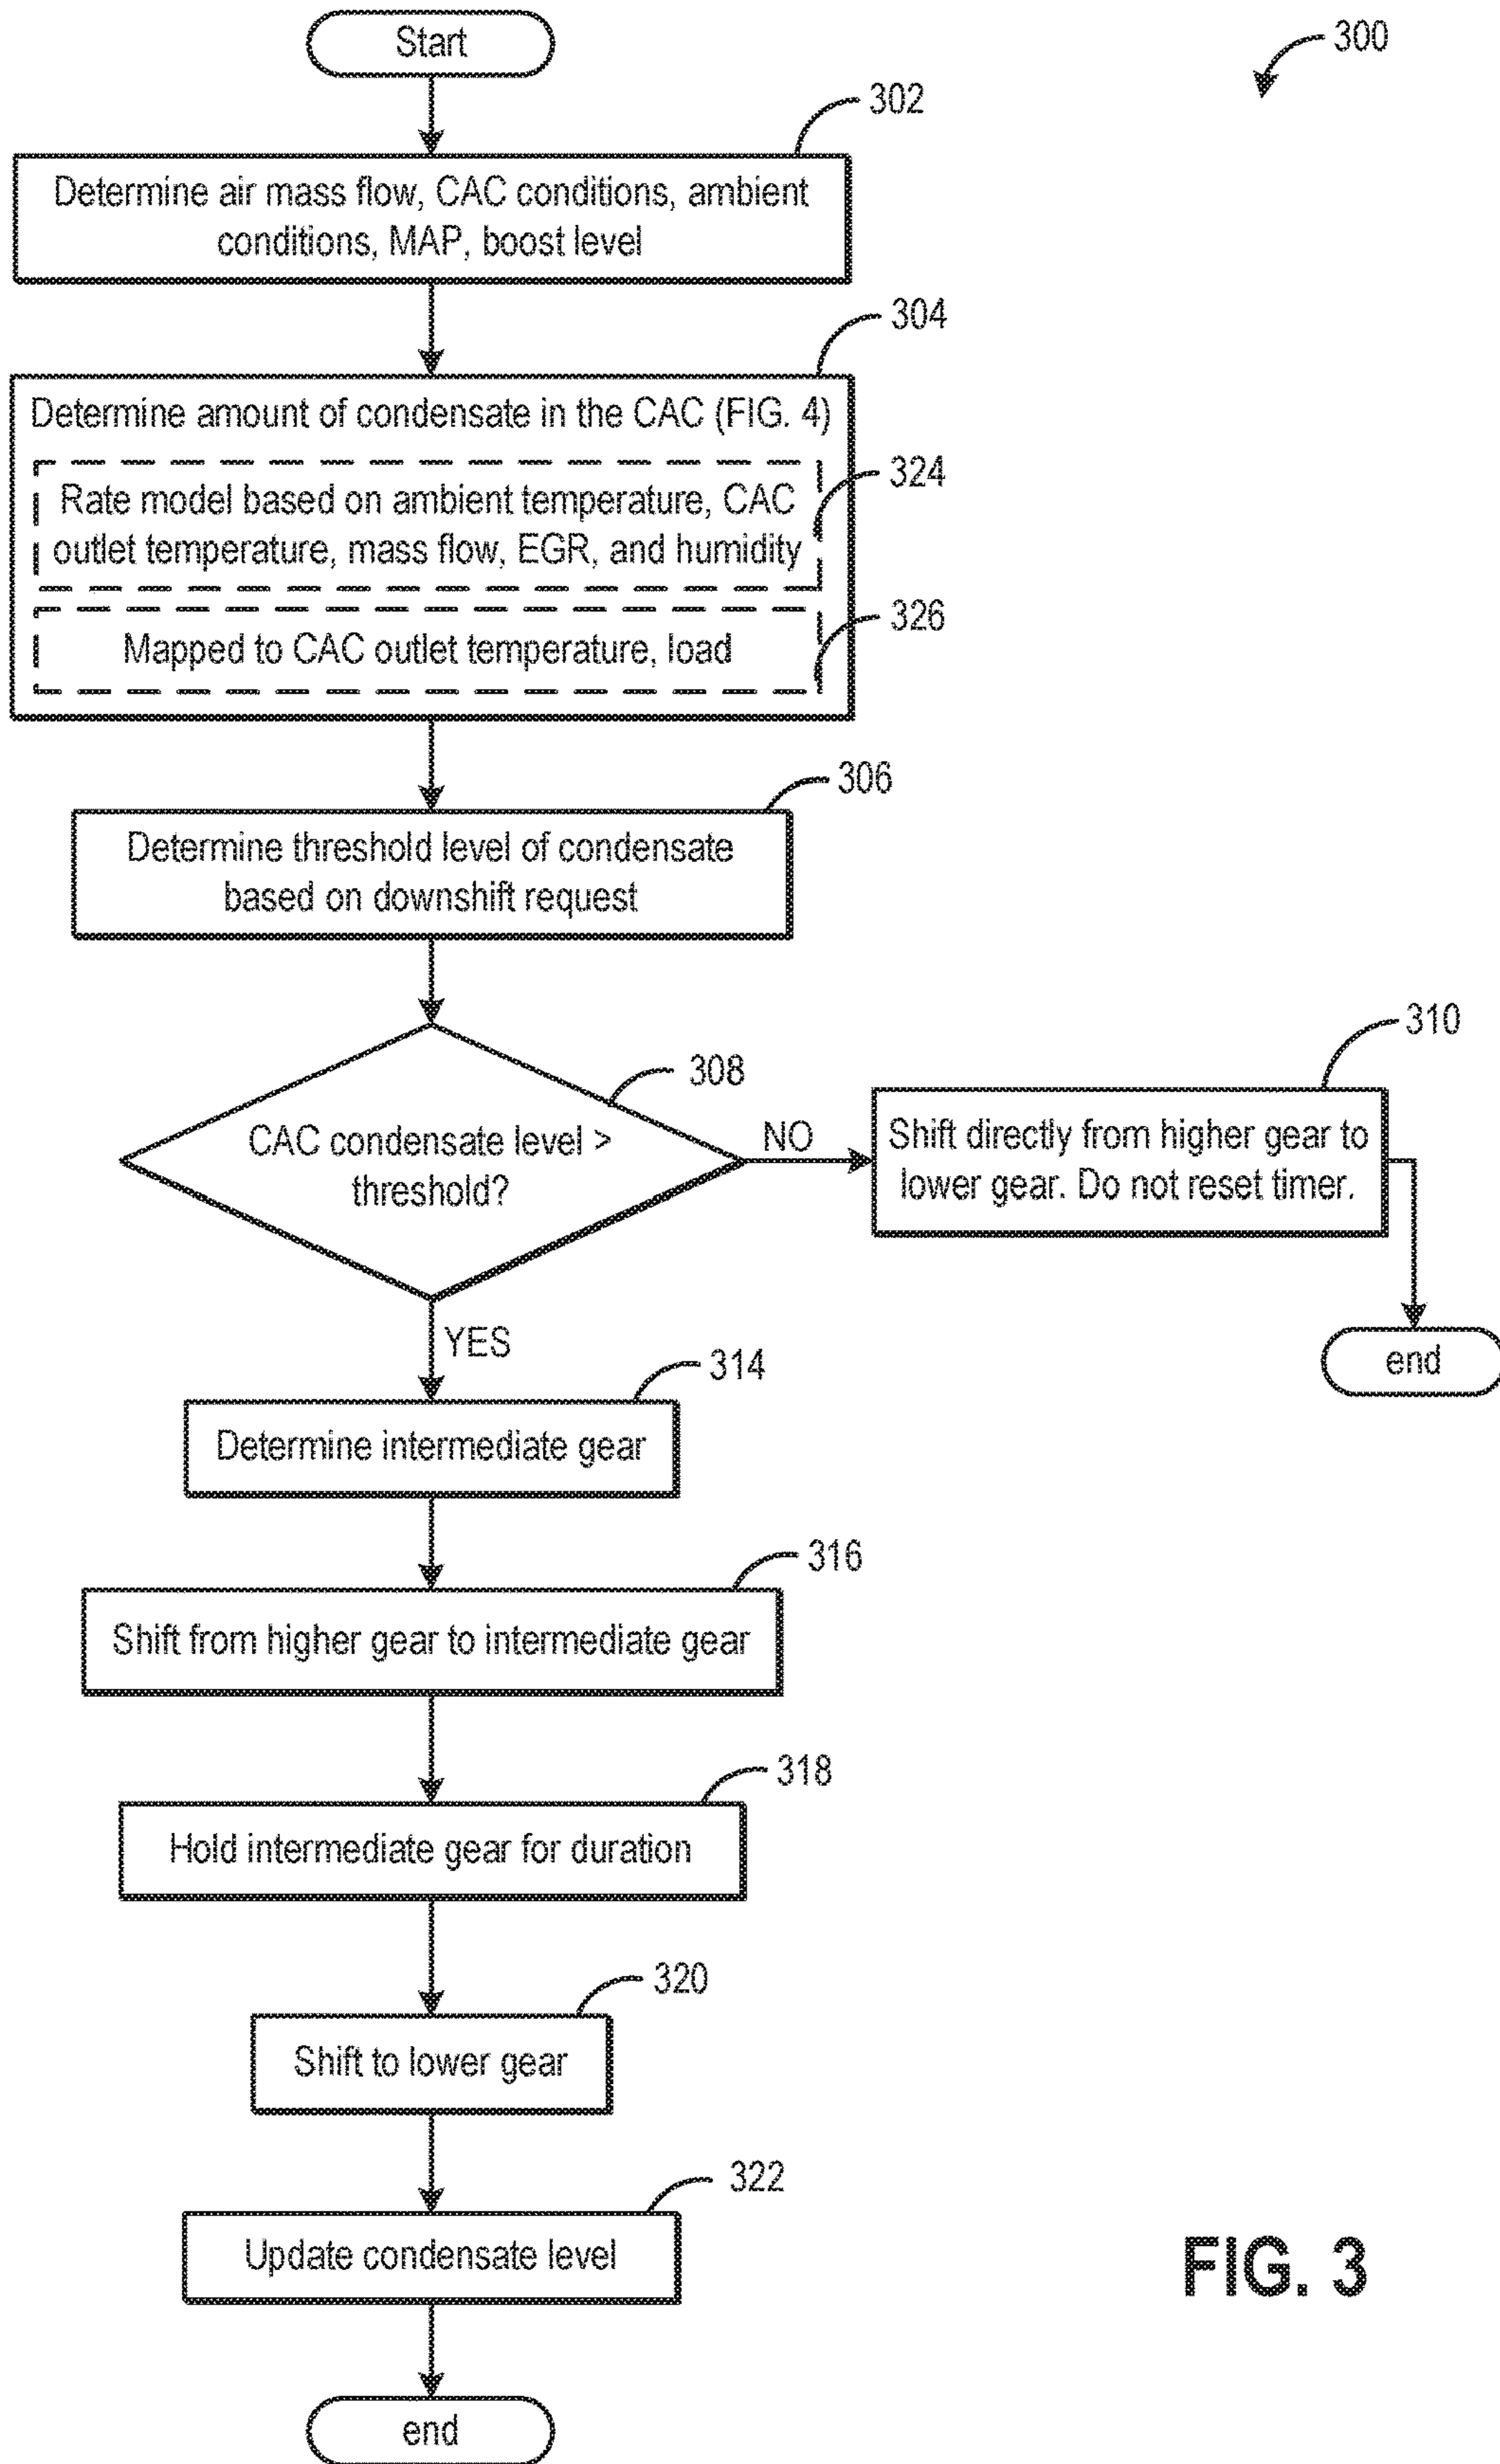 Start
300
302
Determine air mass flow, CAC conditions, ambient
conditions, MAP, boost level
304
Determine amount of condensate in the CAC (FIG. 4)
324
Rate model based on ambient temperature, CAC
outlet temperature, mass flow, EGR, and humidity
326
Mapped to CAC outlet temperature, load
306
Determine threshold level of condensate
based on downshift request
308
CAC condensate level >
threshold?
NO
310
Shift directly from higher gear to
lower gear. Do not reset timer.
end
YES
314
Determine intermediate gear
316
Shift from higher gear to intermediate gear
318
Hold intermediate gear for duration
320
Shift to lower gear
322
Update condensate level
end
FIG. 3